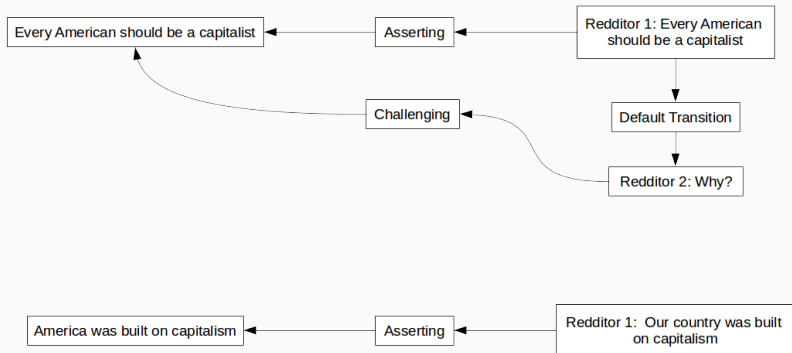 Every American should be a capitalist
Asserting
Redditor 1: Every American
should be a capitalist
Challenging
Default Transition
Redditor 2: Why?
America was built on capitalism
Asserting
Redditor 1: Our country was built
on capitalism